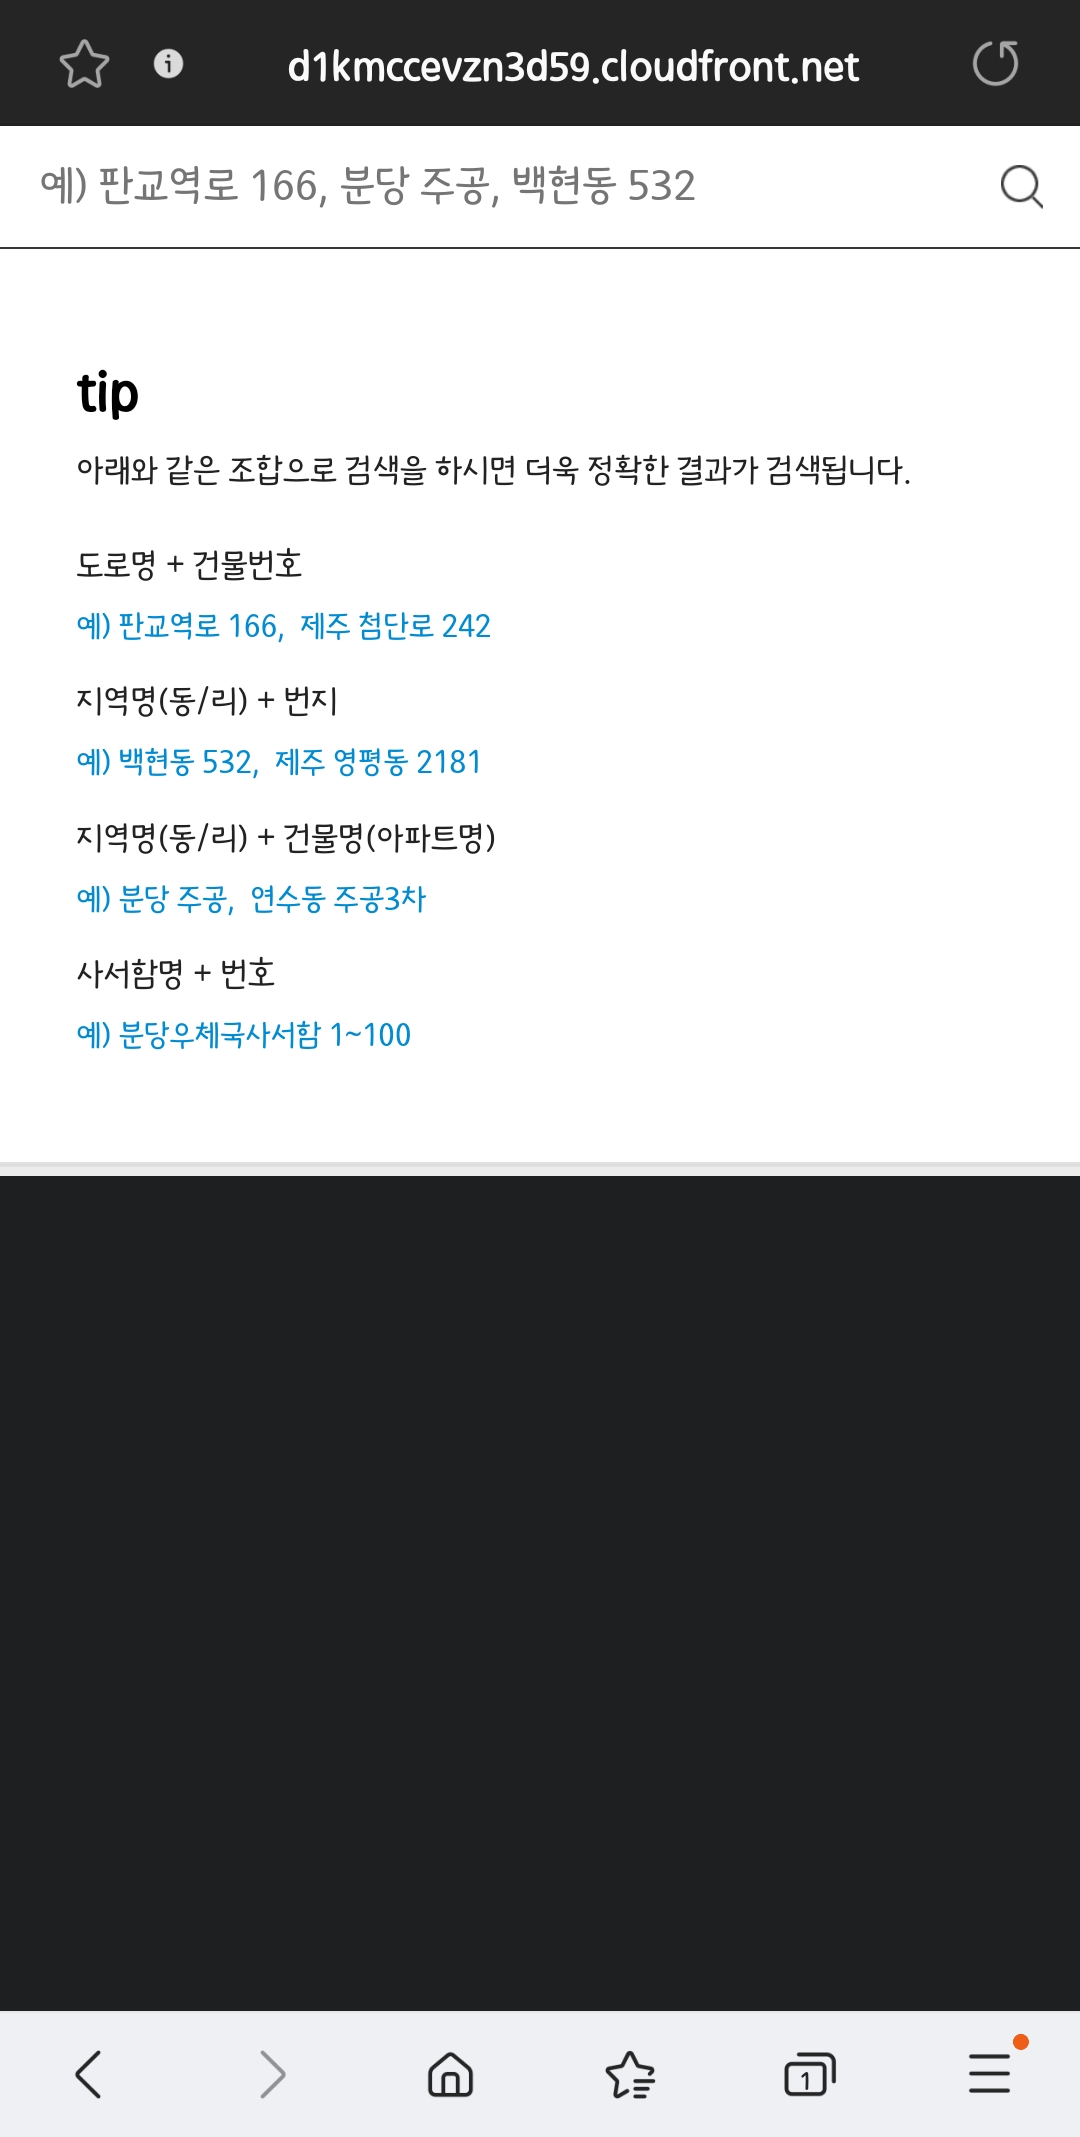 d1kmccevzn3d59.cloudfront.net
예) 판교역로 166, 분당 주공, 백현동 532
tip
아래와 같은 조합으로 검색을 하시면 더욱 정확한 결과가 검색됩니다.
도로명 + 건물번호
예) 판교역로 166, 제주 첨단로 242
지역명(동/리) + 번지
예) 백현동 532, 제주 영평동 2181
지역명(동/리) + 건물명(아파트명)
예) 분당 주공, 연수동 주공3차
사서함명 + 번호
예) 분당우체국사서함 1~100
1